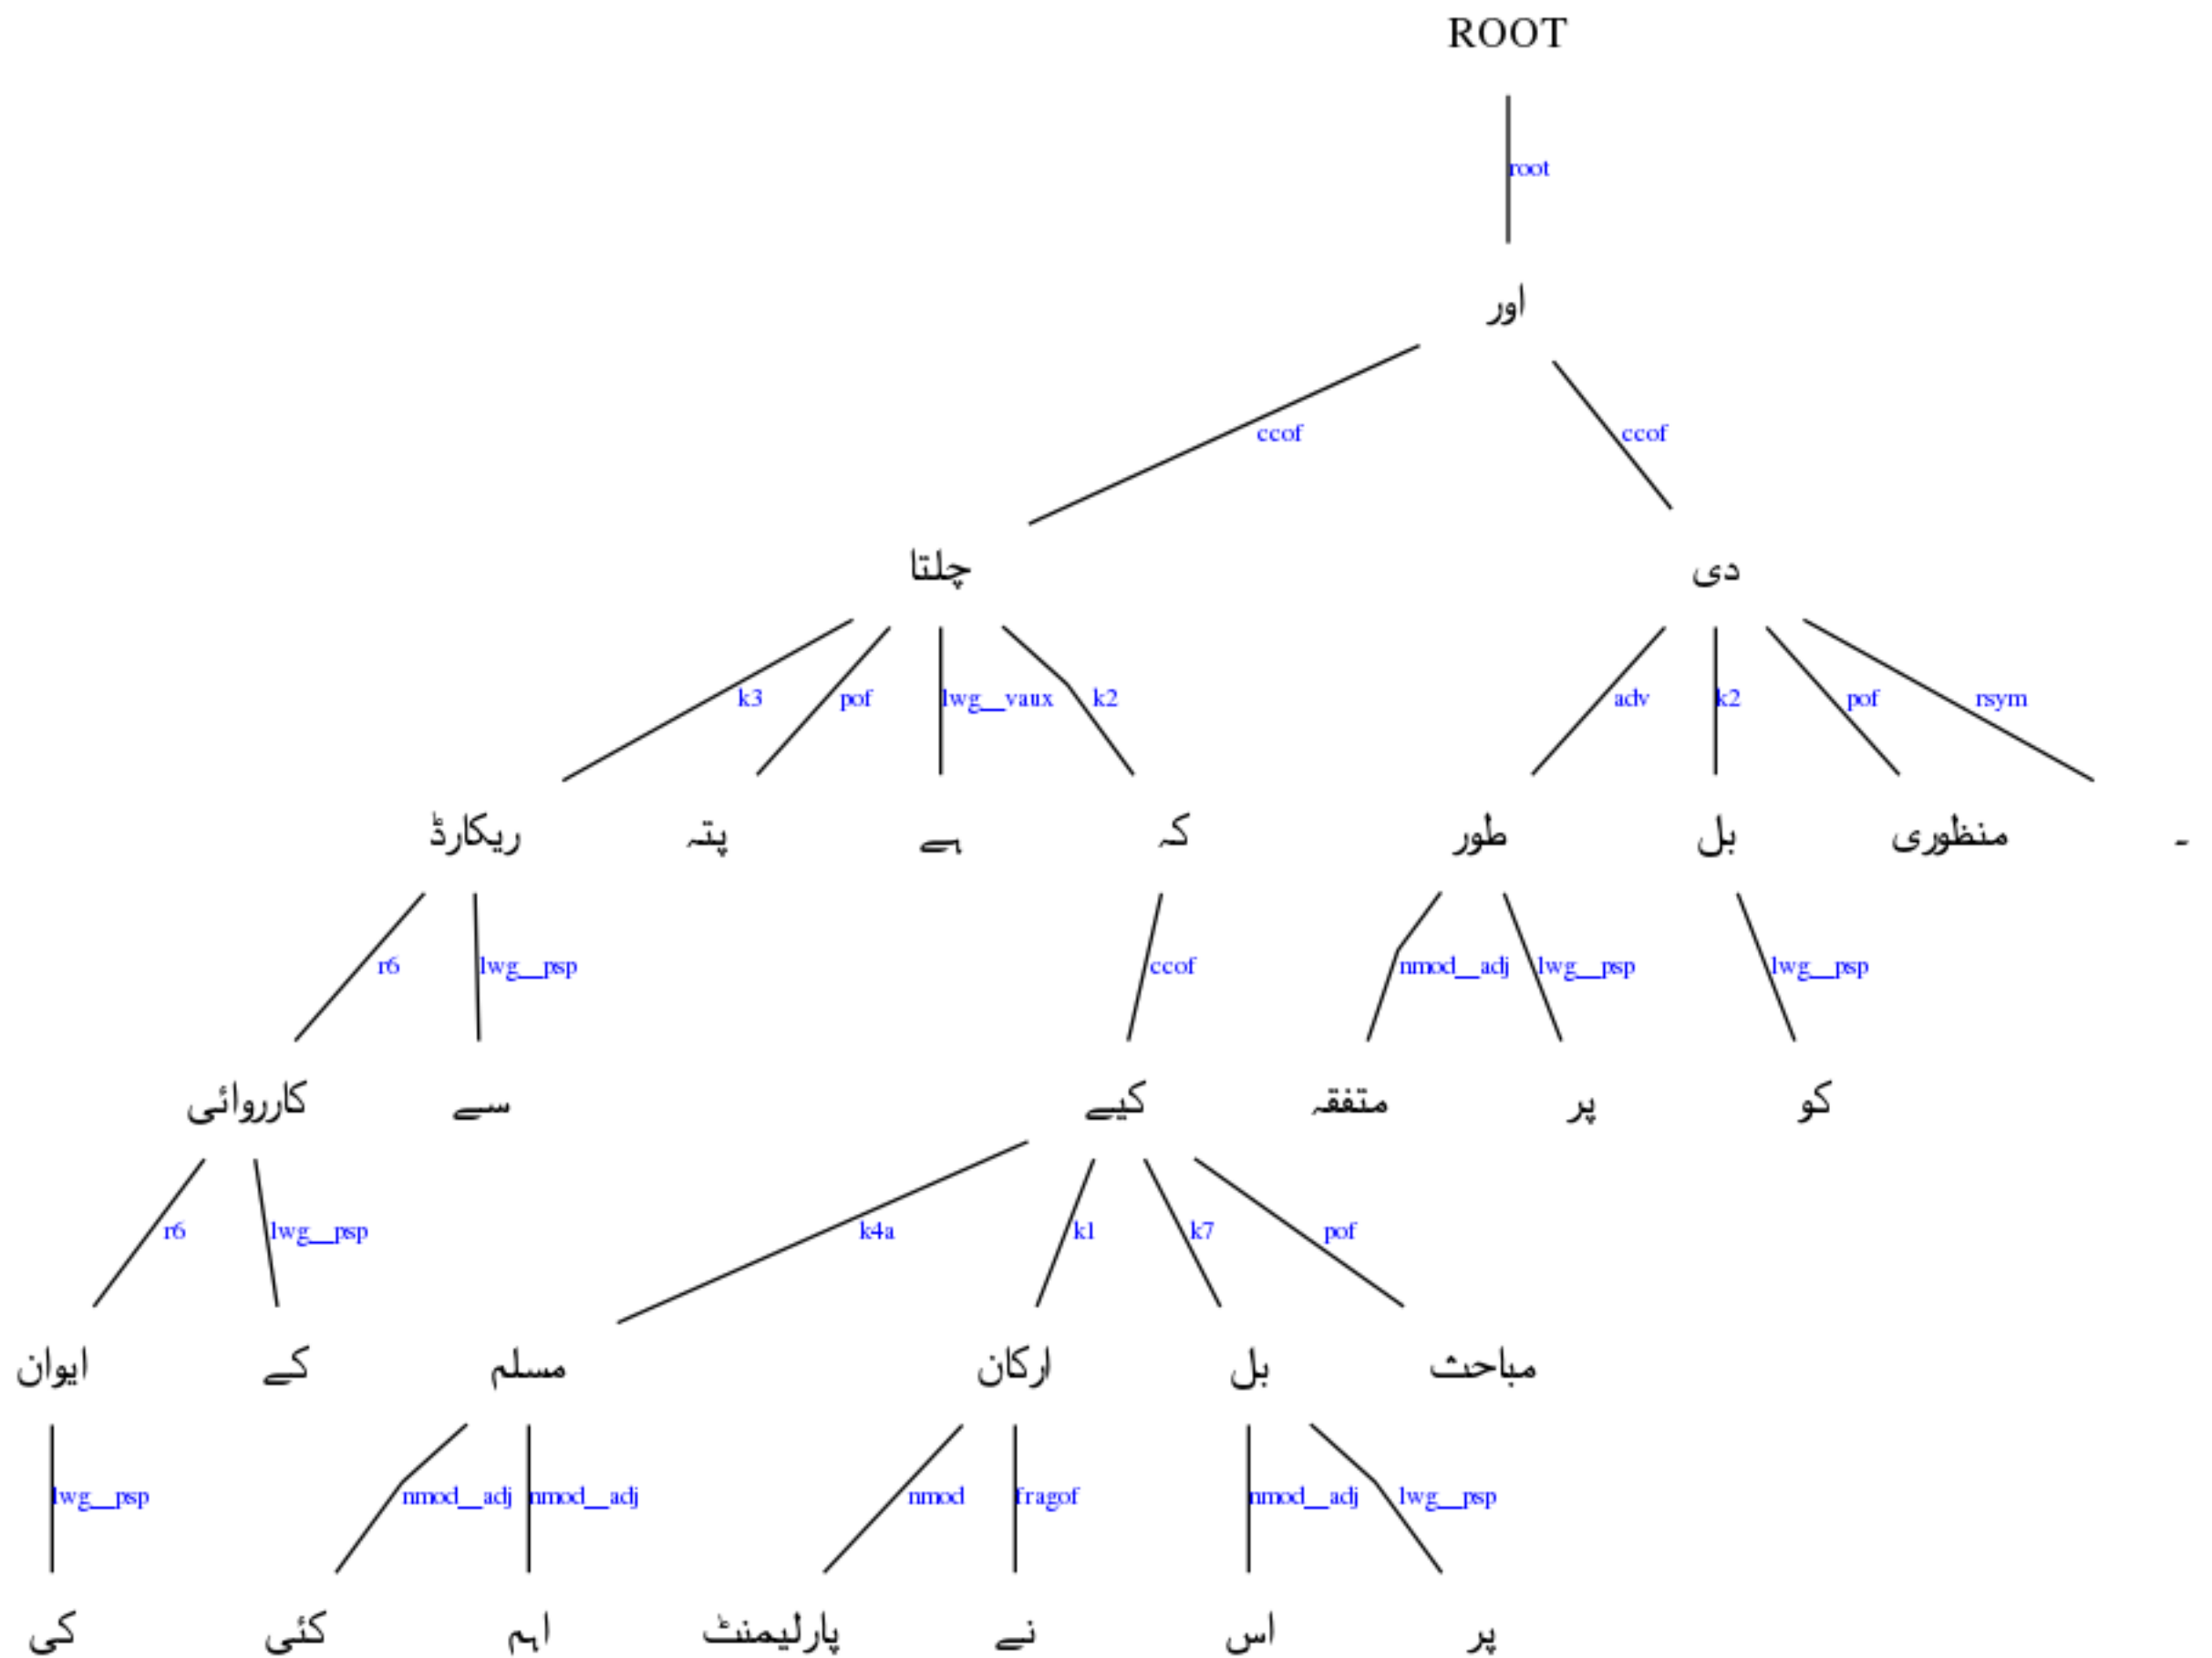 ROOT
root
اور
ccof ccof
چلتا دی
k3 pof lwg__vaux k2 adv k2 pof rsym
ریکارڈ پتہ ہے کہ طور بل منظوری ۔
r6 lwg__psp ccof nmod__adj lwg__psp lwg__psp
کارروائی سے کیے متفقہ پر کو
r6 lwg__psp k4a k1 k7 pof
ایوان کے مسلم ارکان بل مباحث
lwg__psp nmod__adj nmod__adj nmod fragof nmod__adj lwg__psp
کی کئی اہم پارلیمنٹ نے اس پر